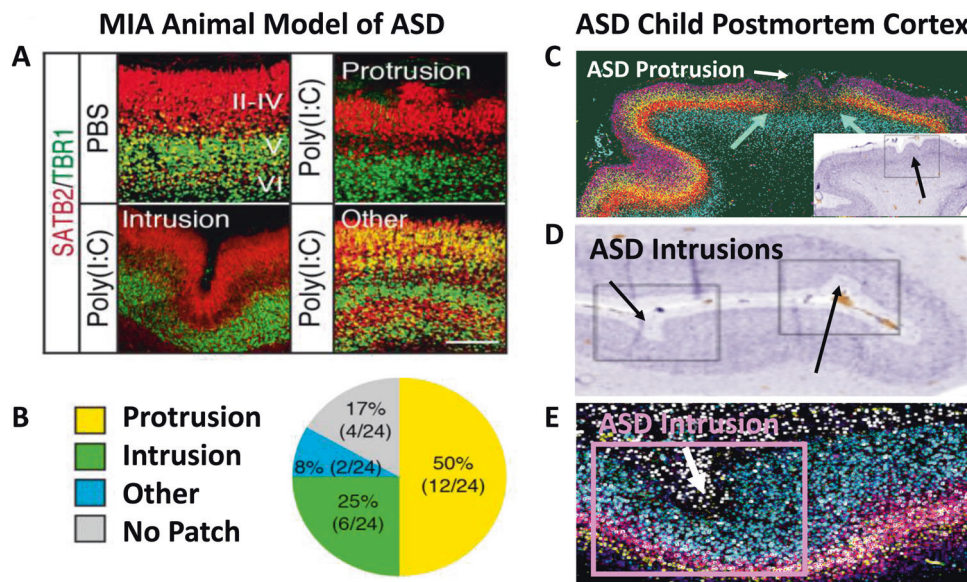 MIA Animal Model of ASD
ASD Child Postmortem Cortex
A
SATB2/TBR1
PBS
II-IV
V
VI
Poly(I:C)
Protrusion
Poly(I:C)
Intrusion
Poly(I:C)
Other
B
Protrusion
Intrusion
Other
No Patch
17%
(4/24)
8% (2/24)
25%
(6/24)
50%
(12/24)
C
ASD Protrusion
D
ASD Intrusions
E
ASD Intrusion